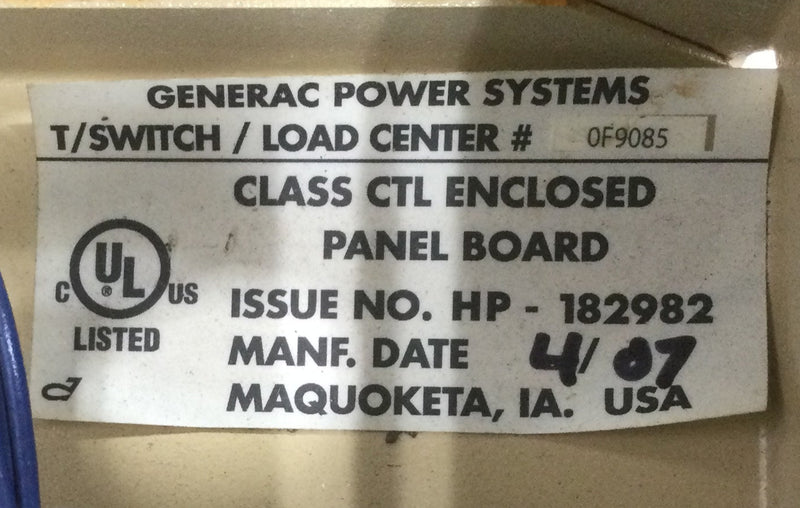 GENERAC POWER SYSTEMS
T/SWITCH / LOAD CENTER # 0F9085
CLASS CTL ENCLOSED
PANEL BOARD
C UL ® US
LISTED
ISSUE NO. HP - 182982
MANF. DATE 4/07
MAQUOKETA, IA. USA